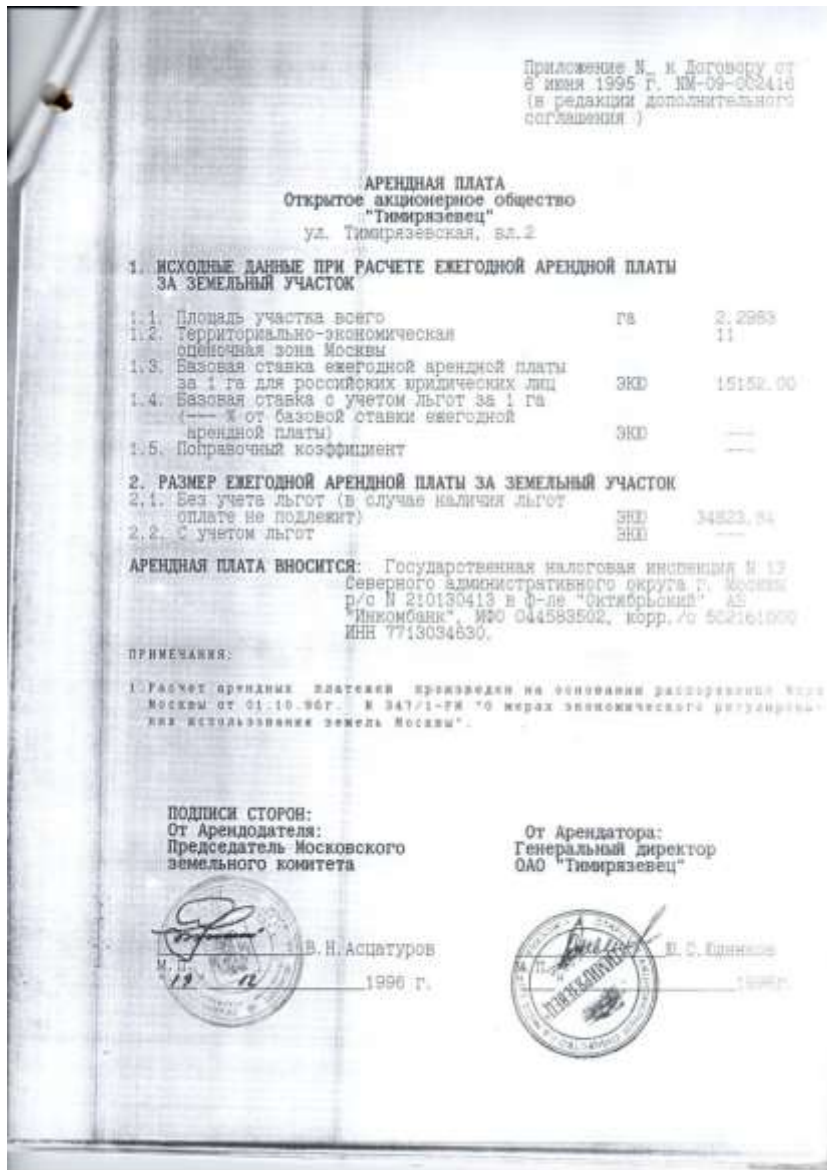 Приложение N_ к Договору от
6 июня 1995 г. NМ-09-002416
(в редакции дополнительного
соглашения )
АРЕНДНАЯ ПЛАТА
Открытое акционерное общество
"Тимирязевец"
ул. Тимирязевская, вл.2
1. ИСХОДНЫЕ ДАННЫЕ ПРИ РАСЧЕТЕ ЕЖЕГОДНОЙ АРЕНДНОЙ ПЛАТЫ
ЗА ЗЕМЕЛЬНЫЙ УЧАСТОК
1.1. Площадь участка всего га 2.2983
1.2. Территориально-экономическая 11
оценочная зона Москвы
1.3. Базовая ставка ежегодной арендной платы
за 1 га для российских юридических лиц ЭКЮ 15152.00
1.4. Базовая ставка с учетом льгот за 1 га
(--- % от базовой ставки ежегодной
арендной платы) ЭКЮ ---
1.5. Поправочный коэффициент ---
2. РАЗМЕР ЕЖЕГОДНОЙ АРЕНДНОЙ ПЛАТЫ ЗА ЗЕМЕЛЬНЫЙ УЧАСТОК
2.1. Без учета льгот (в случае наличия льгот
оплате не подлежит) ЭКЮ 34823.84
2.2. С учетом льгот ЭКЮ ---
АРЕНДНАЯ ПЛАТА ВНОСИТСЯ: Государственная налоговая инспекция N 13
Северного административного округа г. Москвы
р/с N 210130413 в ф-ле "Октябрьский" АБ
"Инкомбанк", МФО 044583502, корр./с
ИНН 7713034630.
ПРИМЕЧАНИЯ:
1 Расчет арендных платежей произведен на основании распоряжения Мэра
Москвы от 01.10.96г. N 347/1-РМ "О мерах экономического регулирова-
ния использования земель Москвы".
ПОДПИСИ СТОРОН:
От Арендодателя:
Председатель Московского
земельного комитета
От Арендатора:
Генеральный директор
ОАО "Тимирязевец"
В.Н.Асцатуров
М.П.
"19" 12 1996 г.
Ю.С.
М.П.
1996г.
ТИМИРЯЗЕВЕЦ